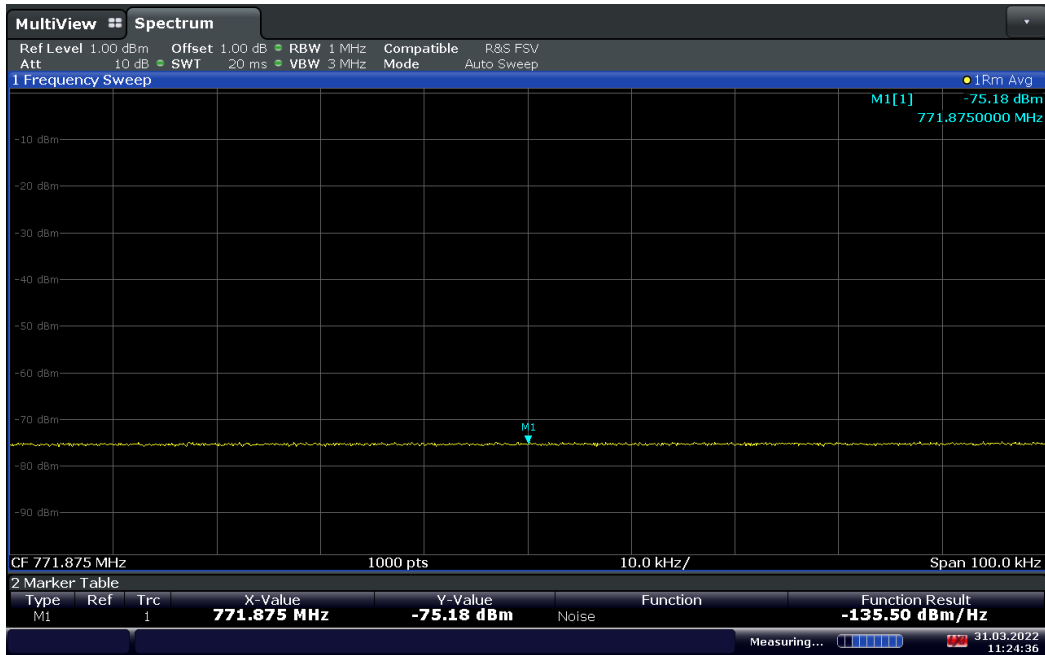 MultiView Spectrum
Ref Level 1.00 dBm Offset 1.00 dB RBW 1 MHz Compatible R&S FSV
Att 10 dB SWT 20 ms VBW 3 MHz Mode Auto Sweep
1 Frequency Sweep 1Rm Avg
M1[1] -75.18 dBm
771.8750000 MHz
-10 dBm
-20 dBm
-30 dBm
-40 dBm
-50 dBm
-60 dBm
-70 dBm
M1
-80 dBm
-90 dBm
CF 771.875 MHz 1000 pts 10.0 kHz/ Span 100.0 kHz
2 Marker Table
Type Ref Trc X-Value Y-Value Function Function Result
M1 1 771.875 MHz -75.18 dBm Noise -135.50 dBm/Hz
Measuring... 31.03.2022
11:24:36